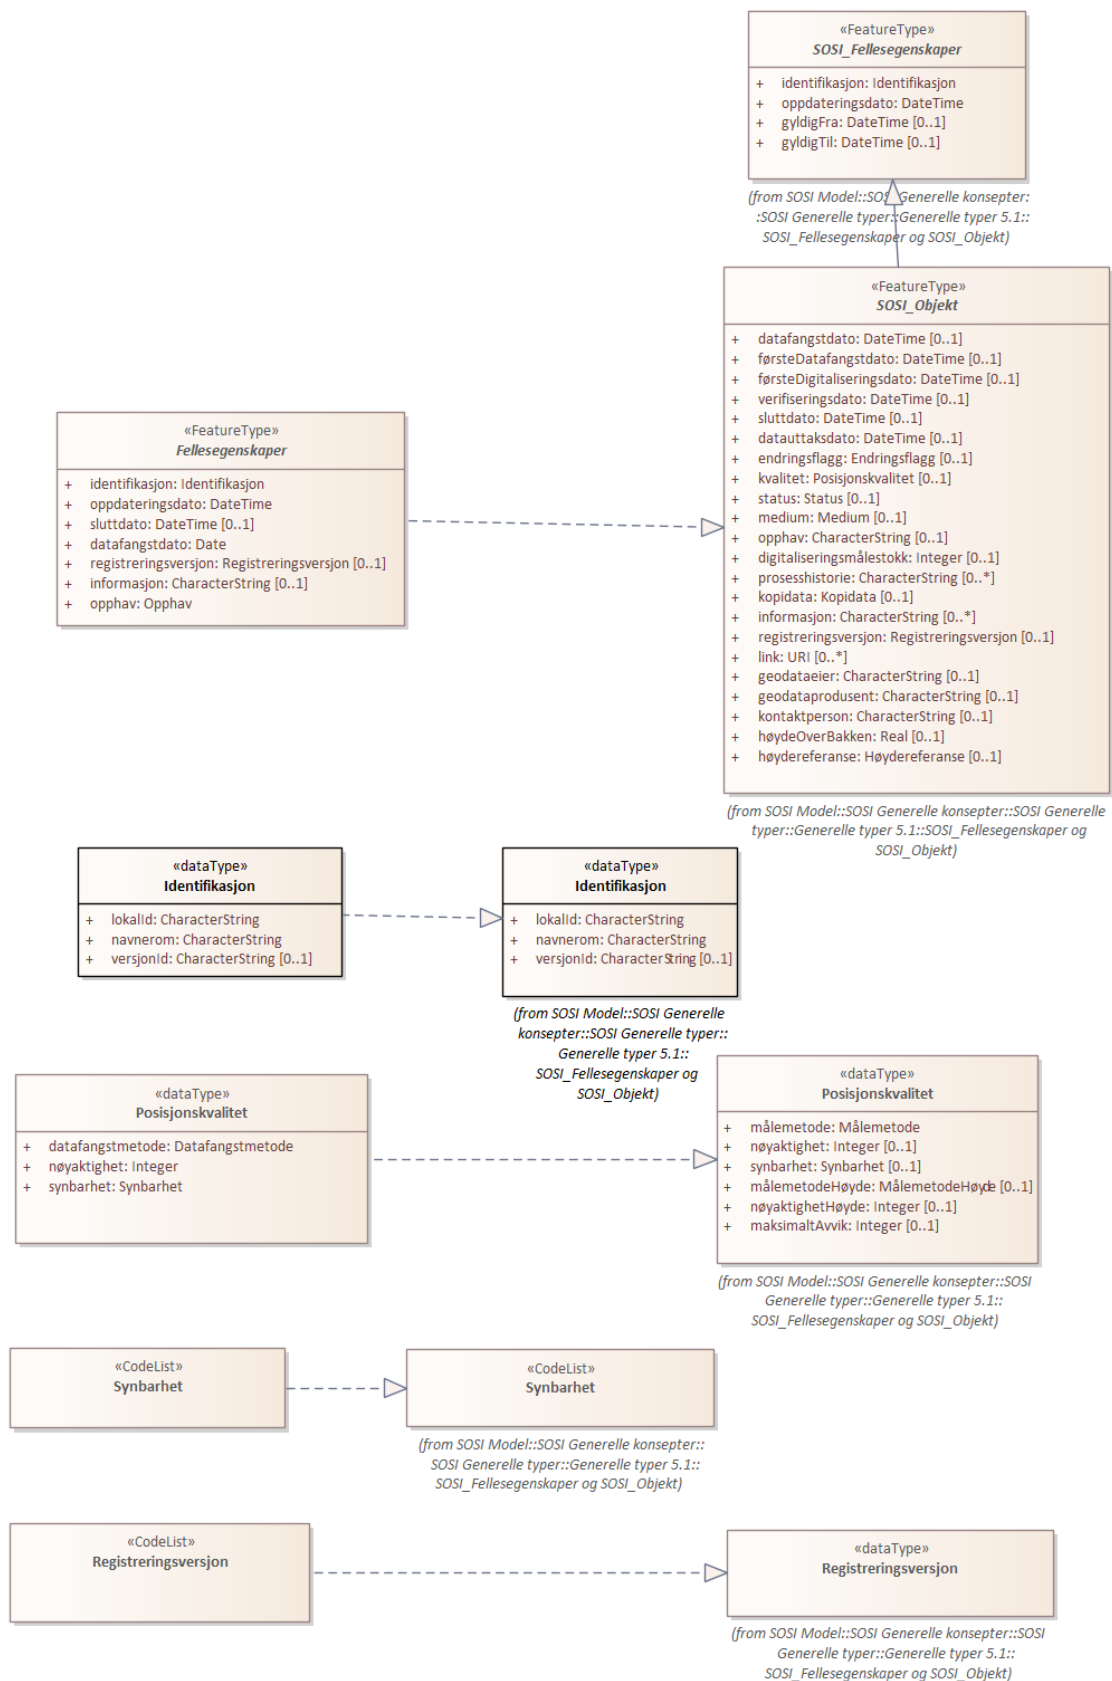 «FeatureType»
SOSI_Fellesegenskaper
+ identifikasjon: Identifikasjon
+ oppdateringsdato: DateTime
+ gyldigFra: DateTime [0..1]
+ gyldigTil: DateTime [0..1]
(from SOSI Model::SOSI Generelle konsepter:
:SOSI Generelle typer::Generelle typer 5.1::
SOSI_Fellesegenskaper og SOSI_Objekt)
«FeatureType»
SOSI_Objekt
+ datafangstdato: DateTime [0..1]
+ førsteDatafangstdato: DateTime [0..1]
+ førsteDigitaliseringsdato: DateTime [0..1]
+ verifiseringsdato: DateTime [0..1]
+ sluttdato: DateTime [0..1]
+ datauttaksdato: DateTime [0..1]
+ endringsflagg: Endringsflagg [0..1]
+ kvalitet: Posisjonskvalitet [0..1]
+ status: Status [0..1]
+ medium: Medium [0..1]
+ opphav: CharacterString [0..1]
+ digitaliseringsmålestokk: Integer [0..1]
+ prosesshistorie: CharacterString [0..*]
+ kopidata: Kopidata [0..1]
+ informasjon: CharacterString [0..*]
+ registreringsversjon: Registreringsversjon [0..1]
+ link: URI [0..*]
+ geodataeier: CharacterString [0..1]
+ geodataprodusent: CharacterString [0..1]
+ kontaktperson: CharacterString [0..1]
+ høydeOverBakken: Real [0..1]
+ høydereferanse: Høydereferanse [0..1]
(from SOSI Model::SOSI Generelle konsepter::SOSI Generelle
typer::Generelle typer 5.1::SOSI_Fellesegenskaper og
SOSI_Objekt)
«FeatureType»
Fellesegenskaper
+ identifikasjon: Identifikasjon
+ oppdateringsdato: DateTime
+ sluttdato: DateTime [0..1]
+ datafangstdato: Date
+ registreringsversjon: Registreringsversjon [0..1]
+ informasjon: CharacterString [0..1]
+ opphav: Opphav
«dataType»
Identifikasjon
+ lokalId: CharacterString
+ navnerom: CharacterString
+ versjonId: CharacterString [0..1]
«dataType»
Identifikasjon
+ lokalId: CharacterString
+ navnerom: CharacterString
+ versjonId: CharacterString [0..1]
(from SOSI Model::SOSI Generelle
konsepter::SOSI Generelle typer::
Generelle typer 5.1::
SOSI_Fellesegenskaper og
SOSI_Objekt)
«dataType»
Posisjonskvalitet
+ datafangstmetode: Datafangstmetode
+ nøyaktighet: Integer
+ synbarhet: Synbarhet
«dataType»
Posisjonskvalitet
+ målemetode: Målemetode
+ nøyaktighet: Integer [0..1]
+ synbarhet: Synbarhet [0..1]
+ målemetodeHøyde: MålemetodeHøyde [0..1]
+ nøyaktighetHøyde: Integer [0..1]
+ maksimaltAvvik: Integer [0..1]
(from SOSI Model::SOSI Generelle konsepter::SOSI
Generelle typer::Generelle typer 5.1::
SOSI_Fellesegenskaper og SOSI_Objekt)
«CodeList»
Synbarhet
«CodeList»
Synbarhet
(from SOSI Model::SOSI Generelle konsepter::
SOSI Generelle typer::Generelle typer 5.1::
SOSI_Fellesegenskaper og SOSI_Objekt)
«CodeList»
Registreringsversjon
«dataType»
Registreringsversjon
(from SOSI Model::SOSI Generelle konsepter::SOSI
Generelle typer::Generelle typer 5.1::
SOSI_Fellesegenskaper og SOSI_Objekt)